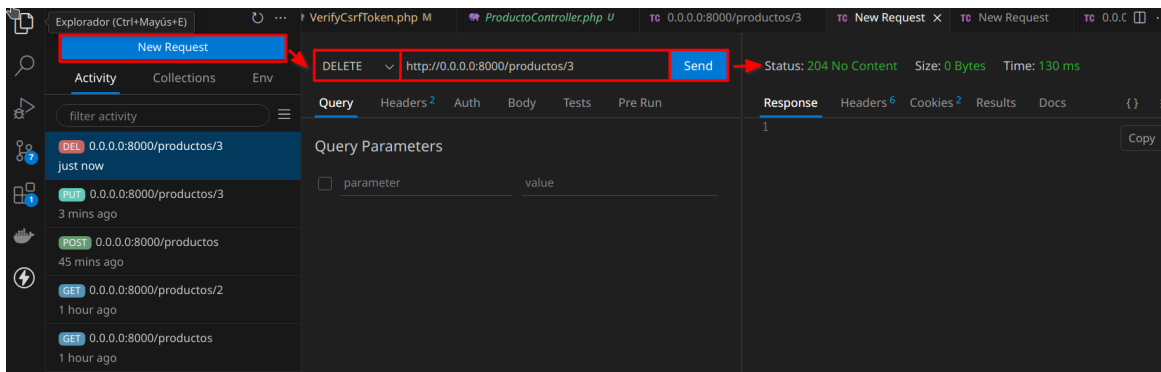 Explorador (Ctrl+Mayús+E)
VerifyCsrfToken.php M
ProductoController.php U
TC 0.0.0.0:8000/productos/3
TC New Request
TC New Request
TC 0.0.0
New Request
Activity Collections Env
filter activity
DEL 0.0.0.0:8000/productos/3
just now
PUT 0.0.0.0:8000/productos/3
3 mins ago
POST 0.0.0.0:8000/productos
45 mins ago
GET 0.0.0.0:8000/productos/2
1 hour ago
GET 0.0.0.0:8000/productos
1 hour ago
7
1
DELETE http://0.0.0.0:8000/productos/3 Send
Query Headers 2 Auth Body Tests Pre Run
Query Parameters
parameter value
Status: 204 No Content Size: 0 Bytes Time: 130 ms
Response Headers 6 Cookies 2 Results Docs {}
1
Copy